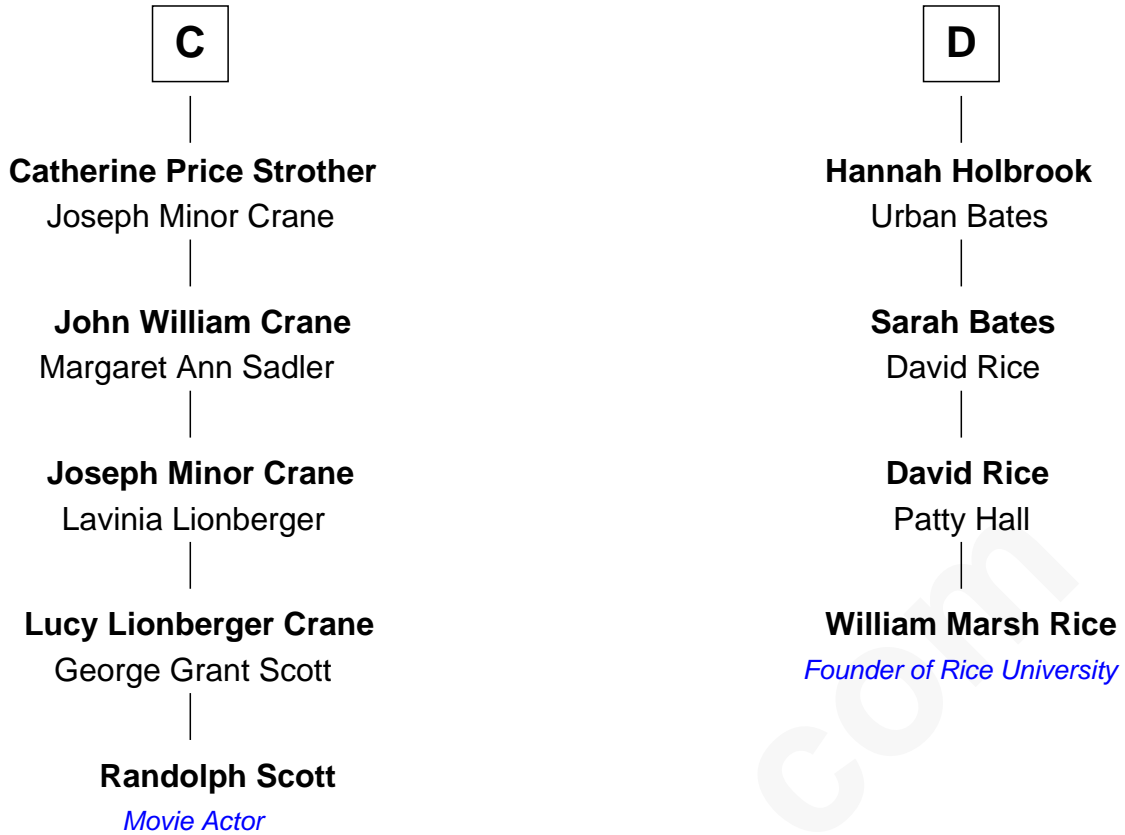 C
Catherine Price Strother
Joseph Minor Crane
John William Crane
Margaret Ann Sadler
Joseph Minor Crane
Lavinia Lionberger
Lucy Lionberger Crane
George Grant Scott
Randolph Scott
Movie Actor
D
Hannah Holbrook
Urban Bates
Sarah Bates
David Rice
David Rice
Patty Hall
William Marsh Rice
Founder of Rice University
com